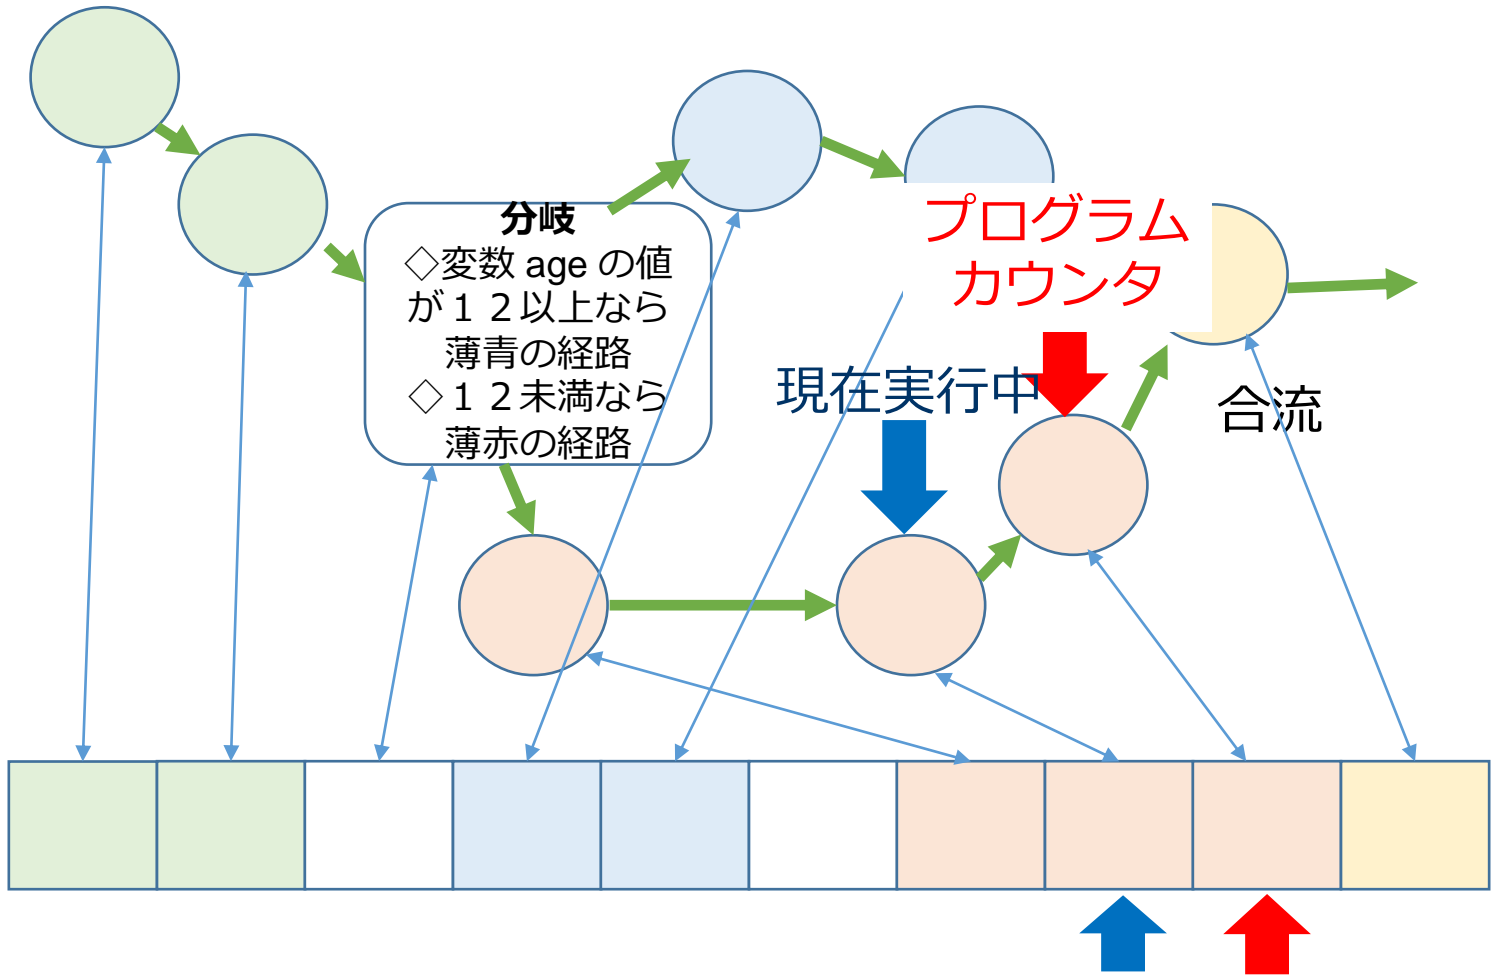 分岐
◇変数 age の値
が１２以上なら
薄青の経路
◇１２未満なら
薄赤の経路
プログラム
カウンタ
現在実行中
合流